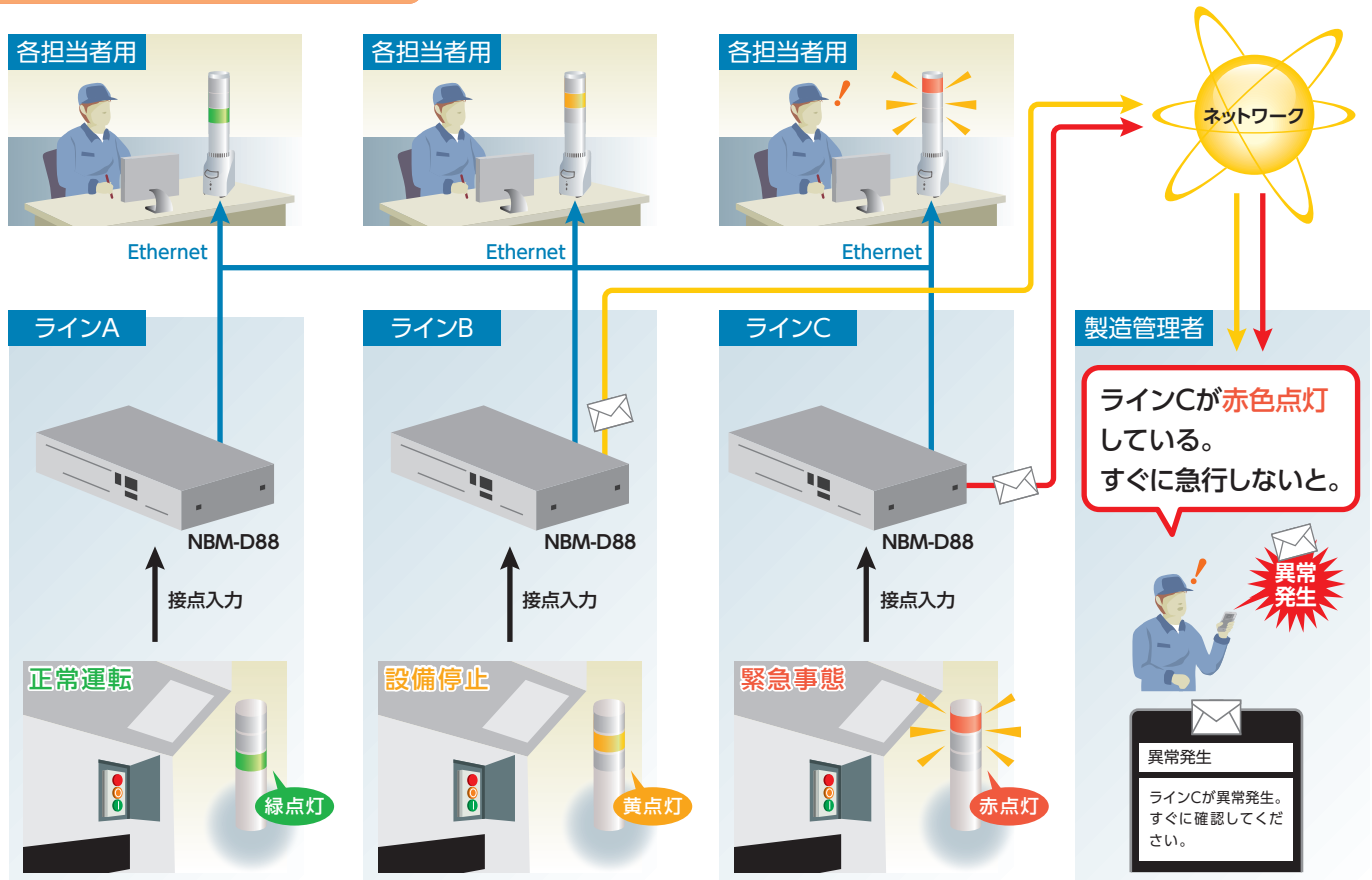 各担当者用
各担当者用
各担当者用
ネットワーク
Ethernet
Ethernet
Ethernet
ラインA
ラインB
ラインC
製造管理者
ラインCが赤色点灯
している。
すぐに急行しないと。
NBM-D88
NBM-D88
NBM-D88
接点入力
接点入力
接点入力
異常
発生
正常運転
設備停止
緊急事態
緑点灯
黄点灯
赤点灯
異常発生
ラインCが異常発生。
すぐに確認してくだ
さい。